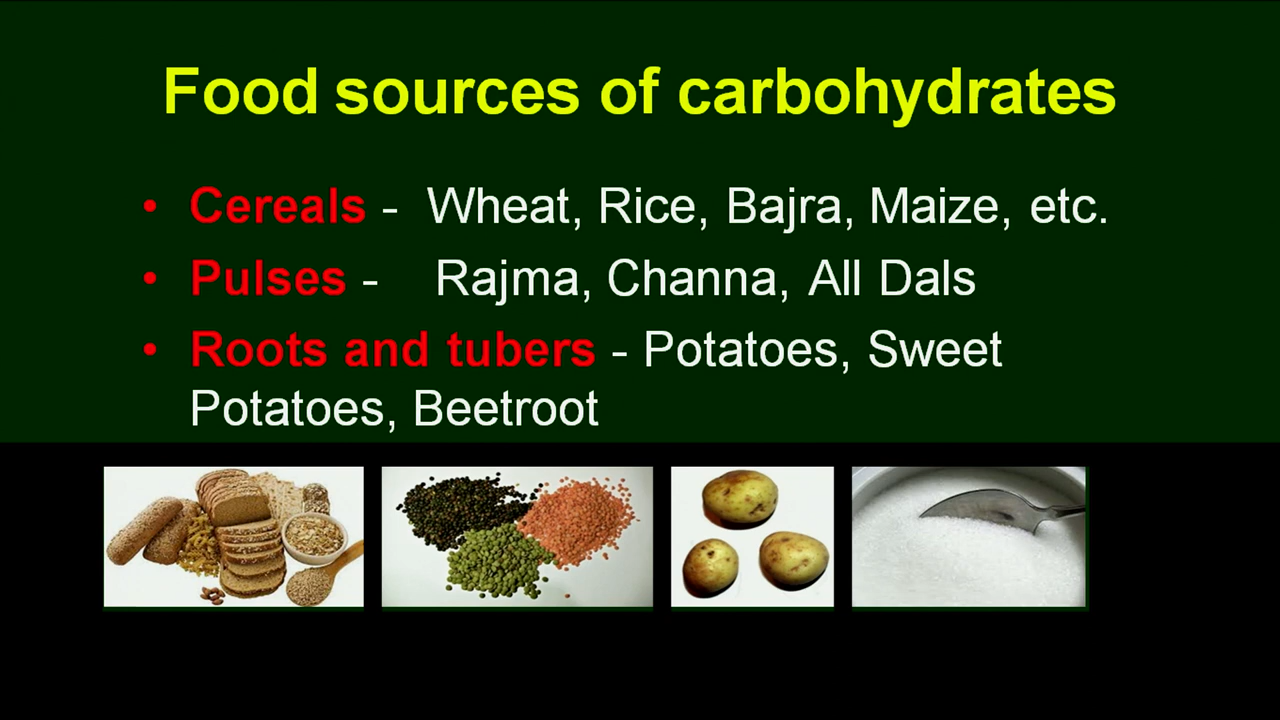 Food sources of carbohydrates
• Cereals - Wheat, Rice, Bajra, Maize, etc.
• Pulses - Rajma, Channa, All Dals
• Roots and tubers - Potatoes, Sweet
Potatoes, Beetroot